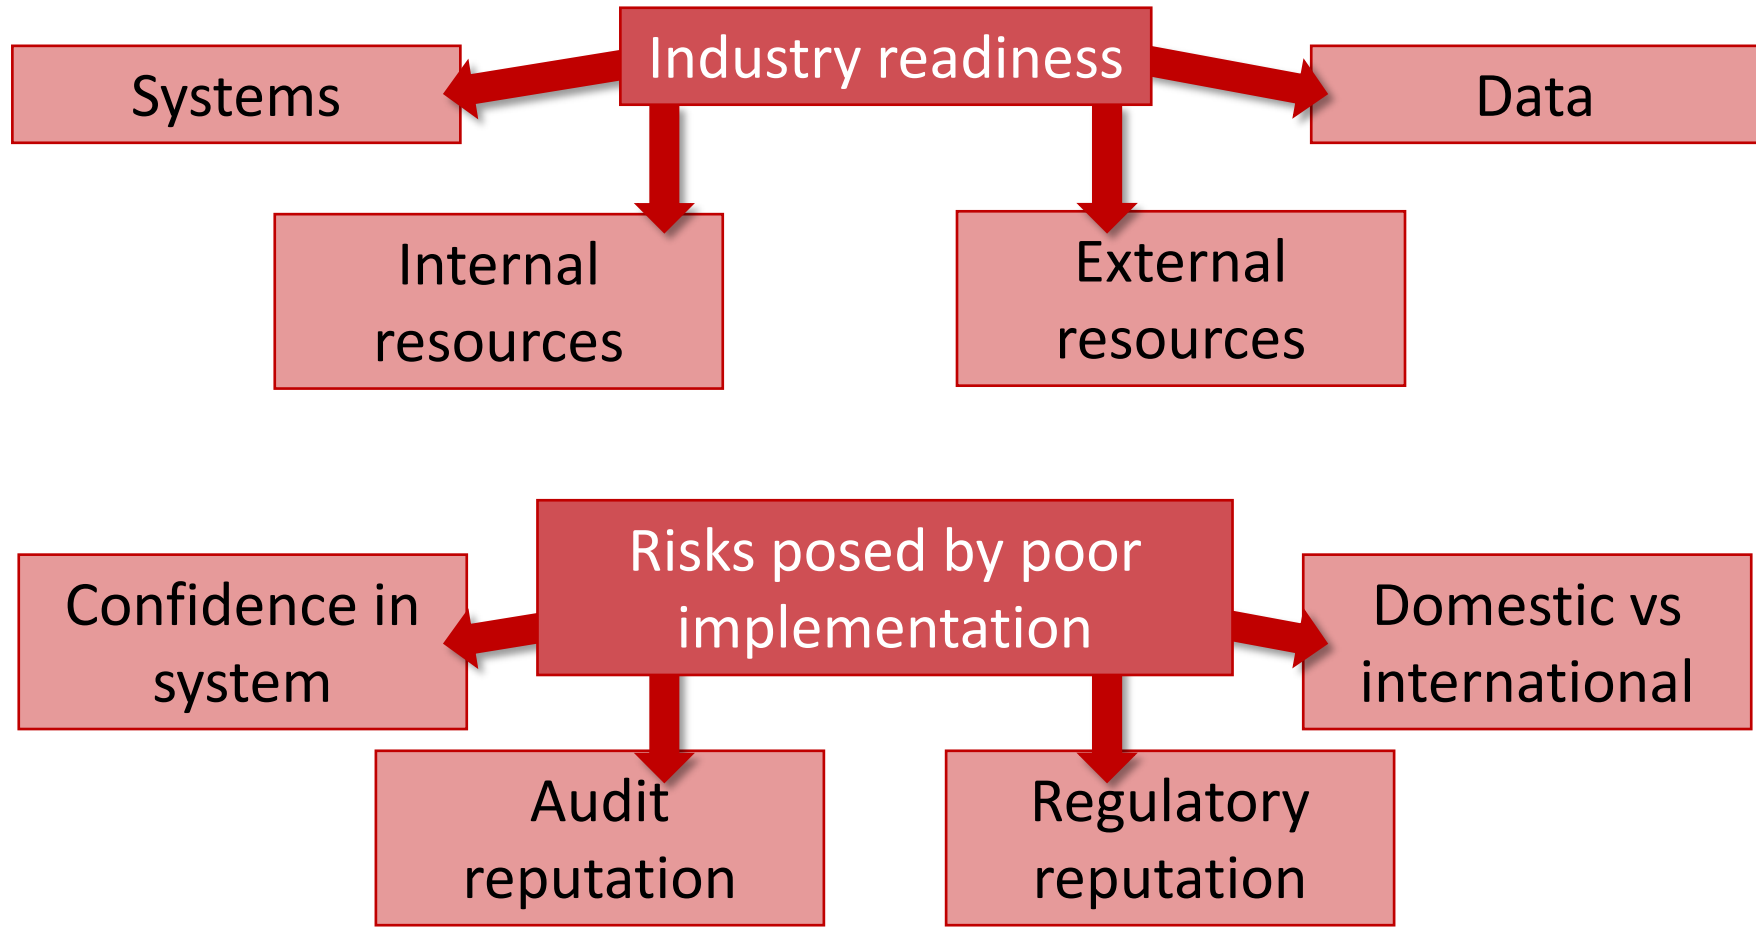 Industry readiness
Systems
Data
Internal
resources
External
resources
Risks posed by poor
implementation
Confidence in
system
Domestic vs
international
Audit
reputation
Regulatory
reputation